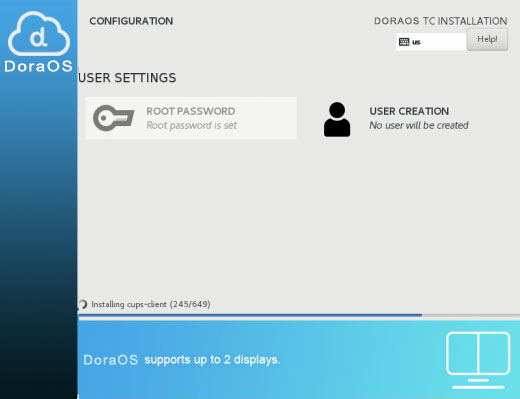 CONFIGURATION
DORAOS TC INSTALLATION
us
Help!
d
DoraOS
USER SETTINGS
ROOT PASSWORD
Root password is set
USER CREATION
No user will be created
Installing cups-client (245/649)
DoraOS supports up to 2 displays.